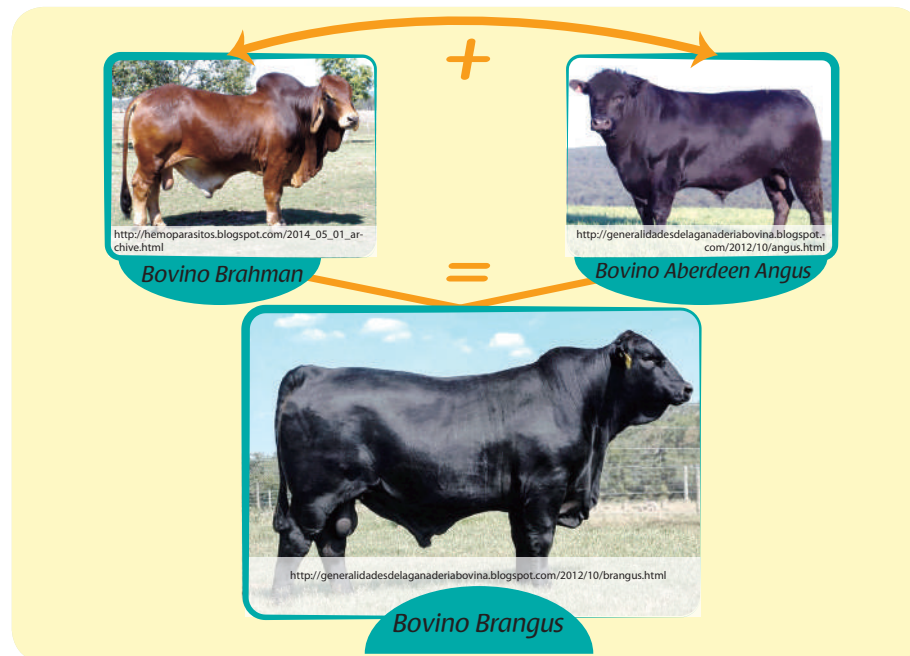 +
http://hemoparasitos.blogspot.com/2014_05_01_ar-
chive.html
http://generalidadesdelaganaderiabovina.blogspot.-
com/2012/10/angus.html
Bovino Brahman
=
Bovino Aberdeen Angus
http://generalidadesdelaganaderiabovina.blogspot.com/2012/10/brangus.html
Bovino Brangus